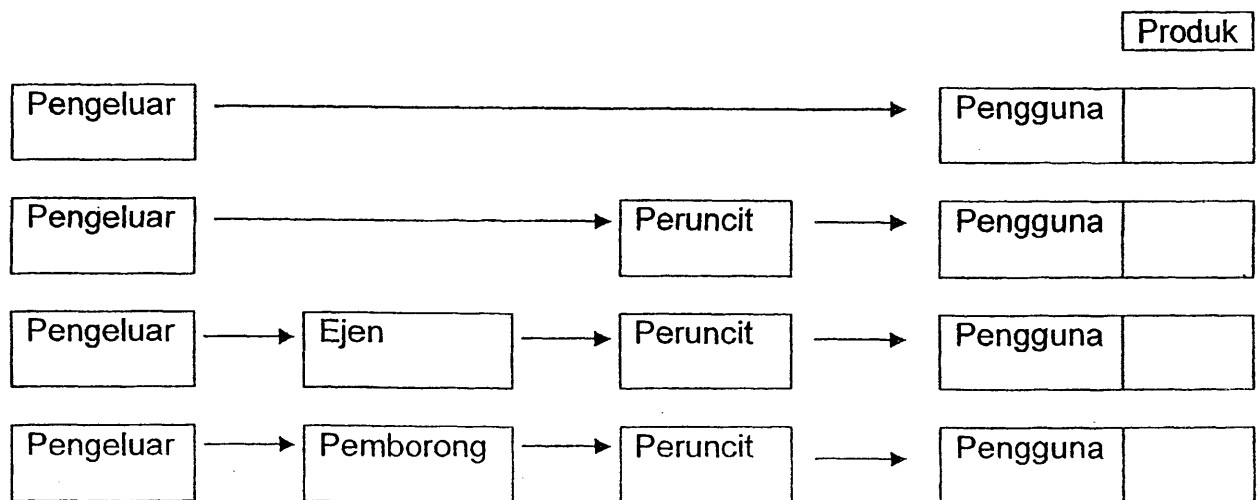 Produk
Pengeluar Pengguna
Pengeluar Peruncit Pengguna
Pengeluar Ejen Peruncit Pengguna
Pengeluar Pemborong Peruncit Pengguna